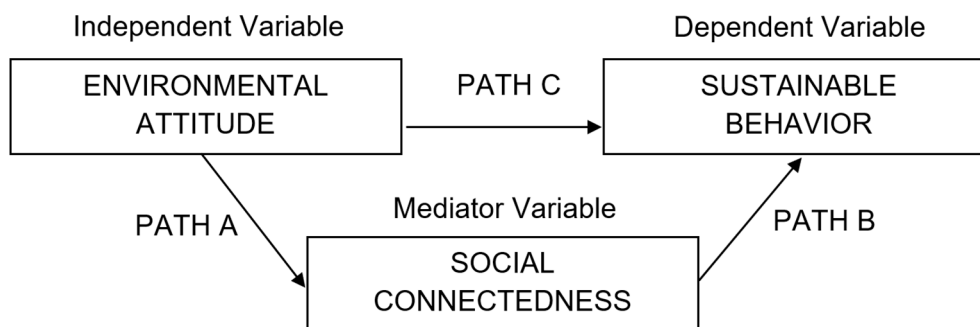 Independent Variable
Dependent Variable
ENVIRONMENTAL
ATTITUDE
PATH C
SUSTAINABLE
BEHAVIOR
PATH A
Mediator Variable
PATH B
SOCIAL
CONNECTEDNESS